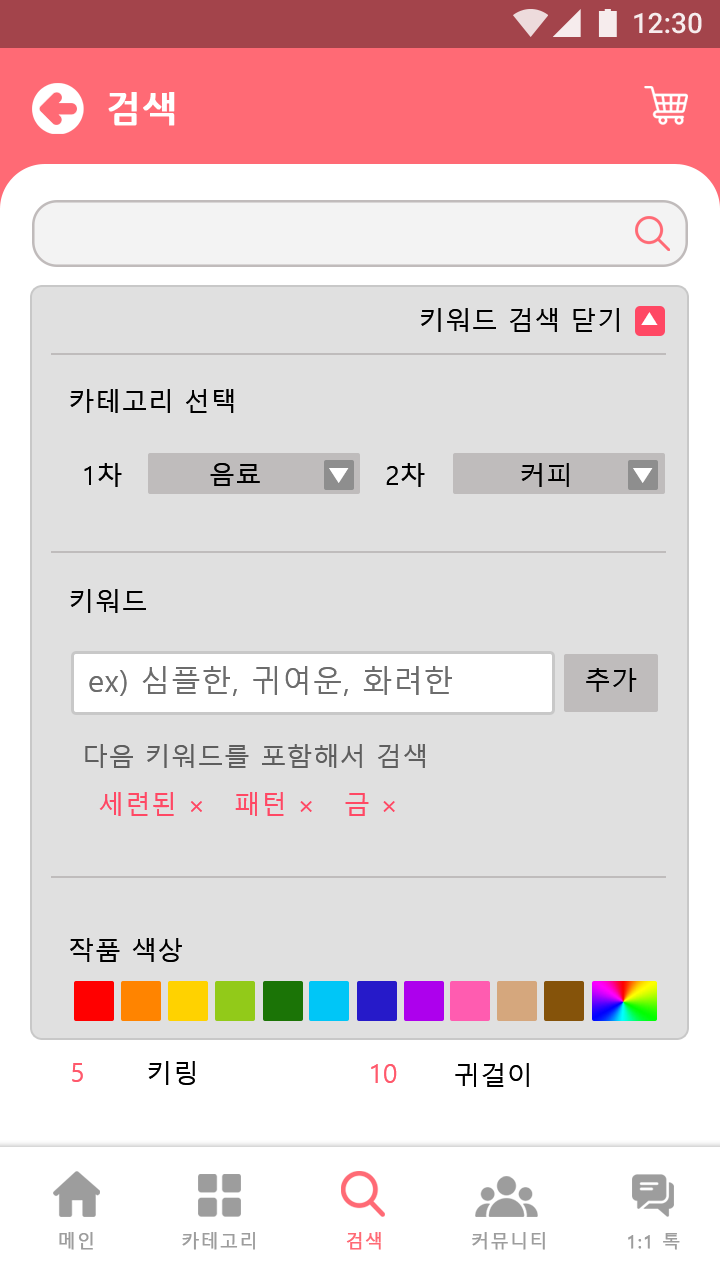 12:30
검색
키워드 검색 닫기
카테고리 선택
1차 음료 2차 커피
키워드
ex) 심플한, 귀여운, 화려한 추가
다음 키워드를 포함해서 검색
세련된 × 패턴 × 금 ×
작품 색상
5 키링 10 귀걸이
메인 카테고리 검색 커뮤니티 1:1 톡